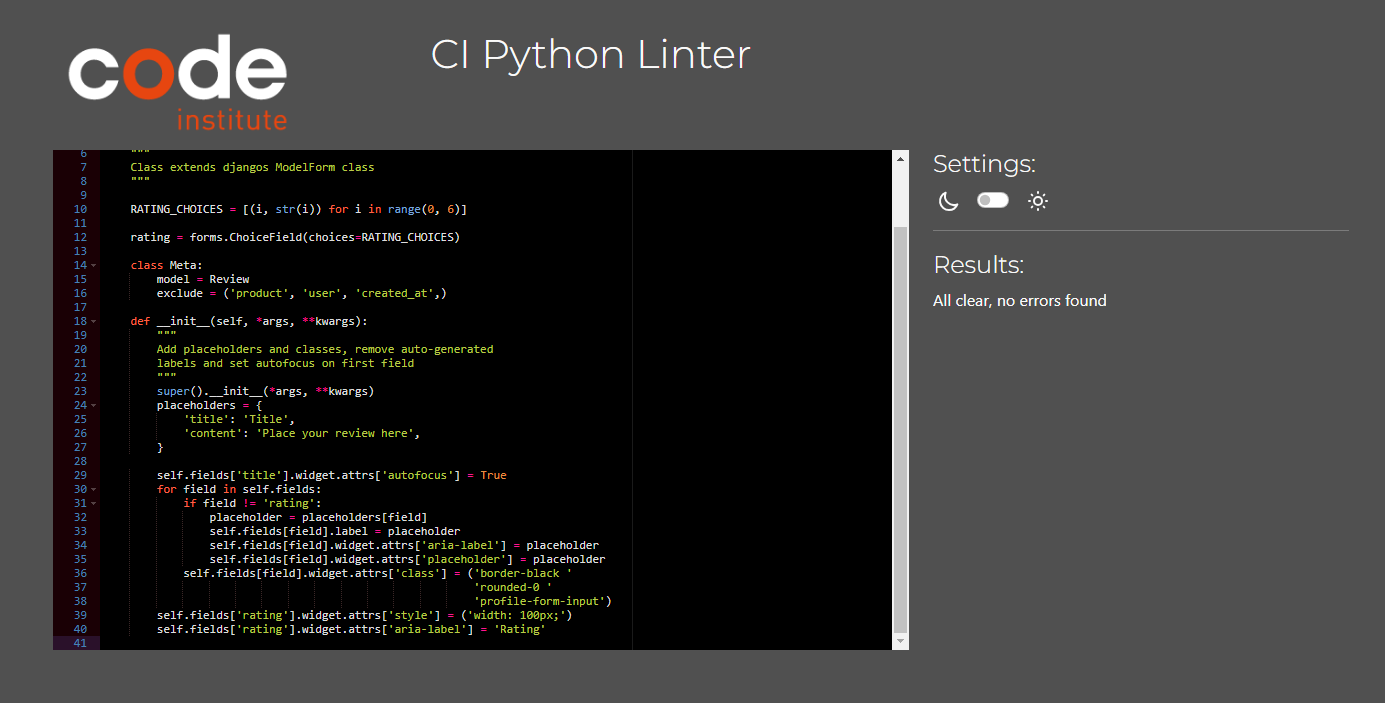 code
institute
CI Python Linter
6 """
7 Class extends djangos ModelForm class
8 """
9
10 RATING_CHOICES = [(i, str(i)) for i in range(0, 6)]
11
12 rating = forms.ChoiceField(choices=RATING_CHOICES)
13
14 class Meta:
15 model = Review
16 exclude = ('product', 'user', 'created_at',)
17
18 def __init__(self, *args, **kwargs):
19 """
20 Add placeholders and classes, remove auto-generated
21 labels and set autofocus on first field
22 """
23 super().__init__(*args, **kwargs)
24 placeholders = {
25 'title': 'Title',
26 'content': 'Place your review here',
27 }
28
29 self.fields['title'].widget.attrs['autofocus'] = True
30 for field in self.fields:
31 if field != 'rating':
32 placeholder = placeholders[field]
33 self.fields[field].label = placeholder
34 self.fields[field].widget.attrs['aria-label'] = placeholder
35 self.fields[field].widget.attrs['placeholder'] = placeholder
36 self.fields[field].widget.attrs['class'] = ('border-black '
37 'rounded-0 '
38 'profile-form-input')
39 self.fields['rating'].widget.attrs['style'] = ('width: 100px;')
40 self.fields['rating'].widget.attrs['aria-label'] = 'Rating'
41
Settings:
Results:
All clear, no errors found